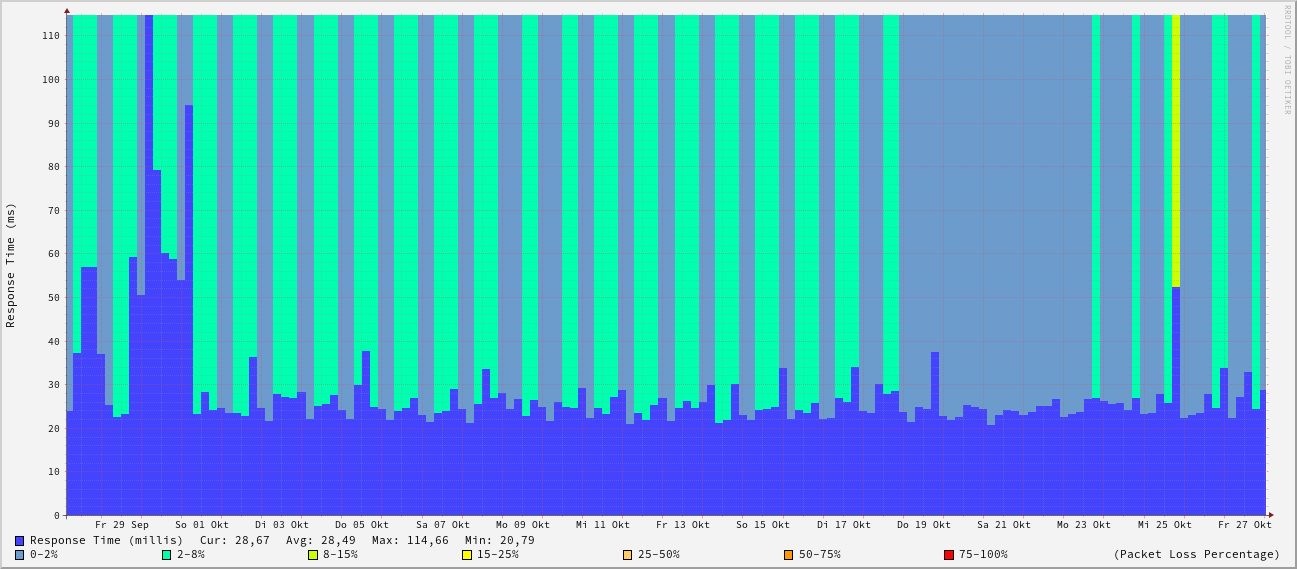 RRDTOOL / TOBI OETIKER
Response Time (ms)
110
100
90
80
70
60
50
40
30
20
10
0
Fr 29 Sep So 01 Okt Di 03 Okt Do 05 Okt Sa 07 Okt Mo 09 Okt Mi 11 Okt Fr 13 Okt So 15 Okt Di 17 Okt Do 19 Okt Sa 21 Okt Mo 23 Okt Mi 25 Okt Fr 27 Okt
Response Time (millis) Cur: 28,67 Avg: 28,49 Max: 114,66 Min: 20,79
0-2% 2-8% 8-15% 15-25% 25-50% 50-75% 75-100% (Packet Loss Percentage)